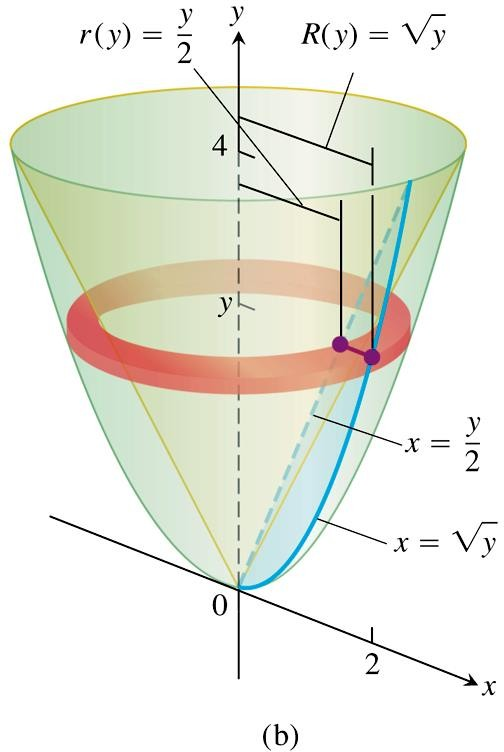 y
r(y) = y/2
R(y) = √y
4
y
x = y/2
x = √y
0
2
x
(b)